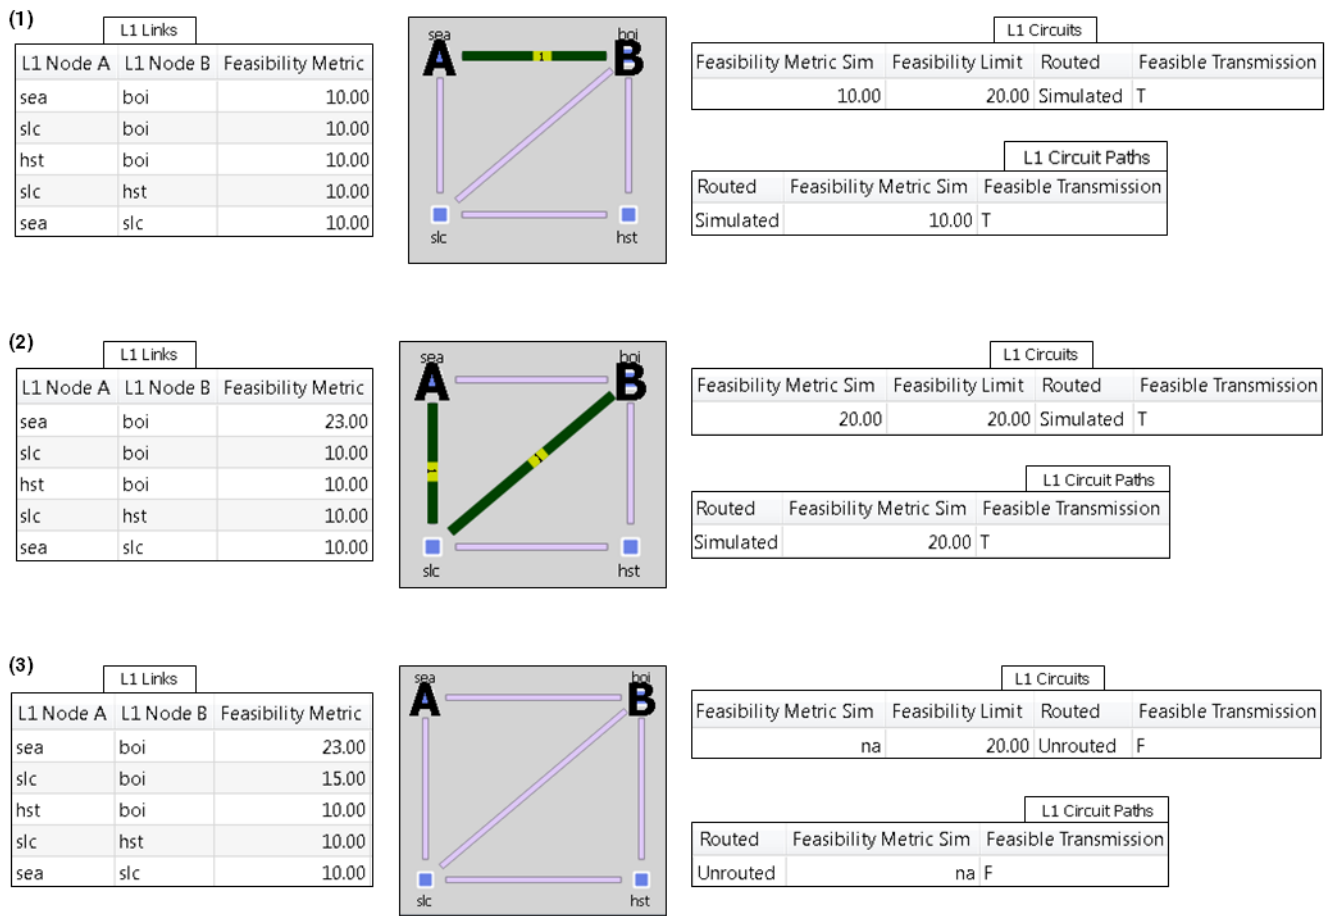 (1)
L1 Links
L1 Node A L1 Node B Feasibility Metric
sea boi 10.00
slc boi 10.00
hst boi 10.00
slc hst 10.00
sea slc 10.00
sea boi
A 1 B
slc hst
L1 Circuits
Feasibility Metric Sim Feasibility Limit Routed Feasible Transmission
10.00 20.00 Simulated T
L1 Circuit Paths
Routed Feasibility Metric Sim Feasible Transmission
Simulated 10.00 T
(2)
L1 Links
L1 Node A L1 Node B Feasibility Metric
sea boi 23.00
slc boi 10.00
hst boi 10.00
slc hst 10.00
sea slc 10.00
sea boi
A B
1 1
slc hst
L1 Circuits
Feasibility Metric Sim Feasibility Limit Routed Feasible Transmission
20.00 20.00 Simulated T
L1 Circuit Paths
Routed Feasibility Metric Sim Feasible Transmission
Simulated 20.00 T
(3)
L1 Links
L1 Node A L1 Node B Feasibility Metric
sea boi 23.00
slc boi 15.00
hst boi 10.00
slc hst 10.00
sea slc 10.00
sea boi
A B
slc hst
L1 Circuits
Feasibility Metric Sim Feasibility Limit Routed Feasible Transmission
na 20.00 Unrouted F
L1 Circuit Paths
Routed Feasibility Metric Sim Feasible Transmission
Unrouted na F